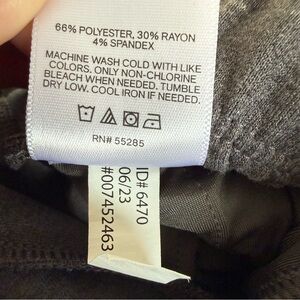 66% POLYESTER, 30% RAYON
4% SPANDEX
MACHINE WASH COLD WITH LIKE
COLORS. ONLY NON-CHLORINE
BLEACH WHEN NEEDED. TUMBLE
DRY LOW. COOL IRON IF NEEDED.
RN# 55285
ID# 6470
06/23
#007452463